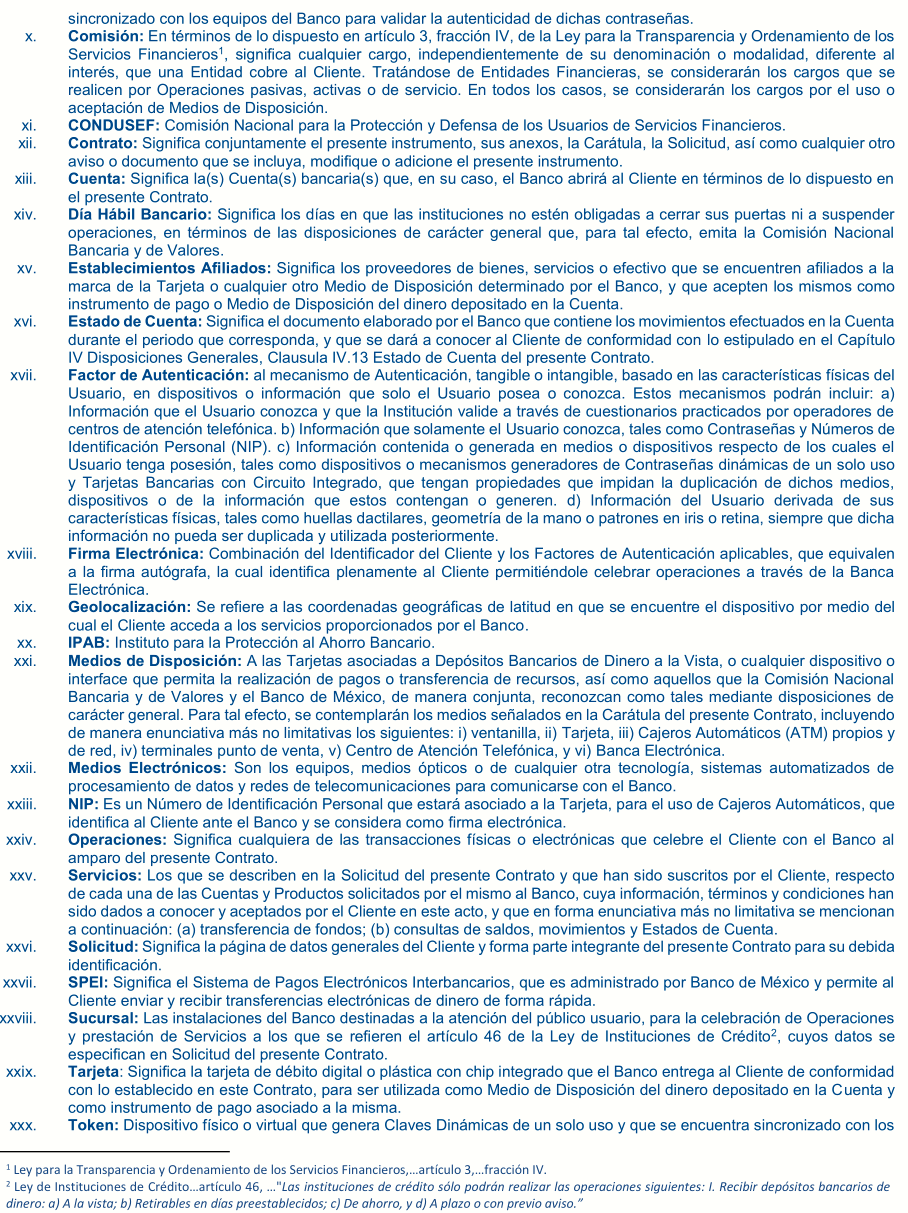 sincronizado con los equipos del Banco para validar la autenticidad de dichas contraseñas.
x. Comisión: En términos de lo dispuesto en artículo 3, fracción IV, de la Ley para la Transparencia y Ordenamiento de los
Servicios Financieros¹, significa cualquier cargo, independientemente de su denominación o modalidad, diferente al
interés, que una Entidad cobre al Cliente. Tratándose de Entidades Financieras, se considerarán los cargos que se
realicen por Operaciones pasivas, activas o de servicio. En todos los casos, se considerarán los cargos por el uso o
aceptación de Medios de Disposición.
xi. CONDUSEF: Comisión Nacional para la Protección y Defensa de los Usuarios de Servicios Financieros.
xii. Contrato: Significa conjuntamente el presente instrumento, sus anexos, la Carátula, la Solicitud, así como cualquier otro
aviso o documento que se incluya, modifique o adicione el presente instrumento.
xiii. Cuenta: Significa la(s) Cuenta(s) bancaria(s) que, en su caso, el Banco abrirá al Cliente en términos de lo dispuesto en
el presente Contrato.
xiv. Día Hábil Bancario: Significa los días en que las instituciones no estén obligadas a cerrar sus puertas ni a suspender
operaciones, en términos de las disposiciones de carácter general que, para tal efecto, emita la Comisión Nacional
Bancaria y de Valores.
xv. Establecimientos Afiliados: Significa los proveedores de bienes, servicios o efectivo que se encuentren afiliados a la
marca de la Tarjeta o cualquier otro Medio de Disposición determinado por el Banco, y que acepten los mismos como
instrumento de pago o Medio de Disposición del dinero depositado en la Cuenta.
xvi. Estado de Cuenta: Significa el documento elaborado por el Banco que contiene los movimientos efectuados en la Cuenta
durante el periodo que corresponda, y que se dará a conocer al Cliente de conformidad con lo estipulado en el Capítulo
IV Disposiciones Generales, Clausula IV.13 Estado de Cuenta del presente Contrato.
xvii. Factor de Autenticación: al mecanismo de Autenticación, tangible o intangible, basado en las características físicas del
Usuario, en dispositivos o información que solo el Usuario posea o conozca. Estos mecanismos podrán incluir: a)
Información que el Usuario conozca y que la Institución valide a través de cuestionarios practicados por operadores de
centros de atención telefónica. b) Información que solamente el Usuario conozca, tales como Contraseñas y Números de
Identificación Personal (NIP). c) Información contenida o generada en medios o dispositivos respecto de los cuales el
Usuario tenga posesión, tales como dispositivos o mecanismos generadores de Contraseñas dinámicas de un solo uso
y Tarjetas Bancarias con Circuito Integrado, que tengan propiedades que impidan la duplicación de dichos medios,
dispositivos o de la información que estos contengan o generen. d) Información del Usuario derivada de sus
características físicas, tales como huellas dactilares, geometría de la mano o patrones en iris o retina, siempre que dicha
información no pueda ser duplicada y utilizada posteriormente.
xviii. Firma Electrónica: Combinación del Identificador del Cliente y los Factores de Autenticación aplicables, que equivalen
a la firma autógrafa, la cual identifica plenamente al Cliente permitiéndole celebrar operaciones a través de la Banca
Electrónica.
xix. Geolocalización: Se refiere a las coordenadas geográficas de latitud en que se encuentre el dispositivo por medio del
cual el Cliente acceda a los servicios proporcionados por el Banco.
xx. IPAB: Instituto para la Protección al Ahorro Bancario.
xxi. Medios de Disposición: A las Tarjetas asociadas a Depósitos Bancarios de Dinero a la Vista, o cualquier dispositivo o
interface que permita la realización de pagos o transferencia de recursos, así como aquellos que la Comisión Nacional
Bancaria y de Valores y el Banco de México, de manera conjunta, reconozcan como tales mediante disposiciones de
carácter general. Para tal efecto, se contemplarán los medios señalados en la Carátula del presente Contrato, incluyendo
de manera enunciativa más no limitativas los siguientes: i) ventanilla, ii) Tarjeta, iii) Cajeros Automáticos (ATM) propios y
de red, iv) terminales punto de venta, v) Centro de Atención Telefónica, y vi) Banca Electrónica.
xxii. Medios Electrónicos: Son los equipos, medios ópticos o de cualquier otra tecnología, sistemas automatizados de
procesamiento de datos y redes de telecomunicaciones para comunicarse con el Banco.
xxiii. NIP: Es un Número de Identificación Personal que estará asociado a la Tarjeta, para el uso de Cajeros Automáticos, que
identifica al Cliente ante el Banco y se considera como firma electrónica.
xxiv. Operaciones: Significa cualquiera de las transacciones físicas o electrónicas que celebre el Cliente con el Banco al
amparo del presente Contrato.
xxv. Servicios: Los que se describen en la Solicitud del presente Contrato y que han sido suscritos por el Cliente, respecto
de cada una de las Cuentas y Productos solicitados por el mismo al Banco, cuya información, términos y condiciones han
sido dados a conocer y aceptados por el Cliente en este acto, y que en forma enunciativa más no limitativa se mencionan
a continuación: (a) transferencia de fondos; (b) consultas de saldos, movimientos y Estados de Cuenta.
xxvi. Solicitud: Significa la página de datos generales del Cliente y forma parte integrante del presente Contrato para su debida
identificación.
xxvii. SPEI: Significa el Sistema de Pagos Electrónicos Interbancarios, que es administrado por Banco de México y permite al
Cliente enviar y recibir transferencias electrónicas de dinero de forma rápida.
xxviii. Sucursal: Las instalaciones del Banco destinadas a la atención del público usuario, para la celebración de Operaciones
y prestación de Servicios a los que se refieren el artículo 46 de la Ley de Instituciones de Crédito², cuyos datos se
especifican en Solicitud del presente Contrato.
xxix. Tarjeta: Significa la tarjeta de débito digital o plástica con chip integrado que el Banco entrega al Cliente de conformidad
con lo establecido en este Contrato, para ser utilizada como Medio de Disposición del dinero depositado en la Cuenta y
como instrumento de pago asociado a la misma.
xxx. Token: Dispositivo físico o virtual que genera Claves Dinámicas de un solo uso y que se encuentra sincronizado con los
¹ Ley para la Transparencia y Ordenamiento de los Servicios Financieros,…artículo 3,…fracción IV.
² Ley de Instituciones de Crédito…artículo 46, …"Las instituciones de crédito sólo podrán realizar las operaciones siguientes: I. Recibir depósitos bancarios de
dinero: a) A la vista; b) Retirables en días preestablecidos; c) De ahorro, y d) A plazo o con previo aviso.”